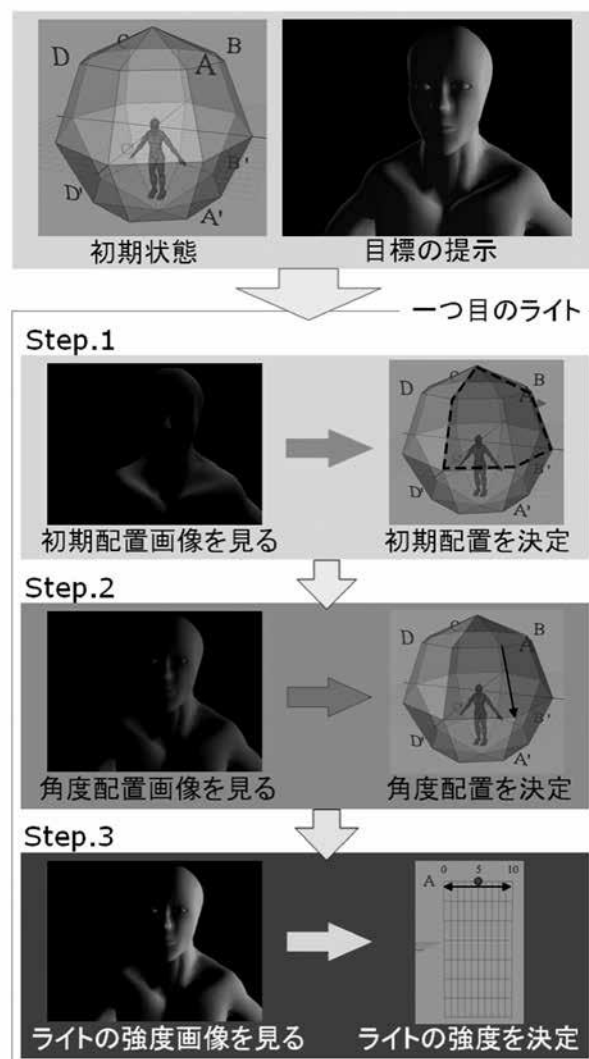 D C B A
D' B' A'
初期状態 目標の提示
一つ目のライト
Step.1
D C B A
D' B' A'
初期配置画像を見る 初期配置を決定
Step.2
D C B A
D' B' A'
角度配置画像を見る 角度配置を決定
Step.3
0 5 10
A
ライトの強度画像を見る ライトの強度を決定